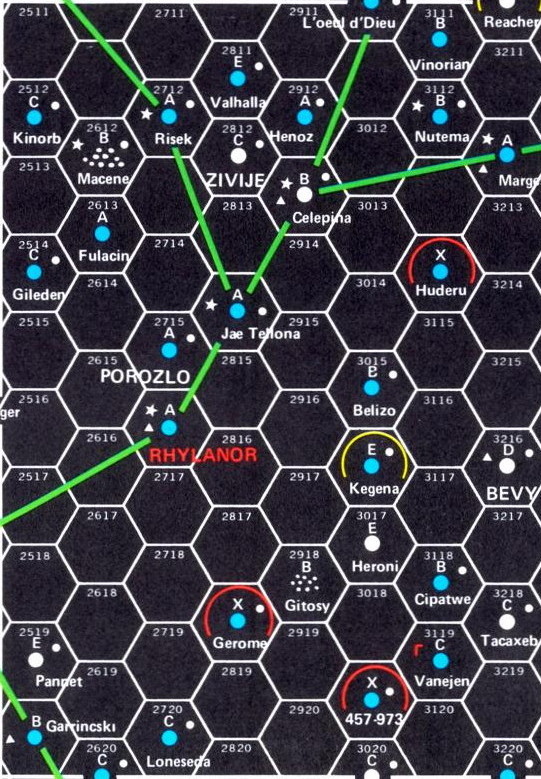 2511
2711
2911
L'oeul d'Dieu
3111
B
Vinorian
Reacher
3211
2811
E
Valhalla
2512
C
Kinorb
2712
A
Risek
2912
A
Henoz
3112
B
Nutema
2612
B
Macene
2812
C
ZIVIJE
3012
A
Marge
2513
2613
A
Fulacin
2713
2813
B
Celepina
3013
3213
2514
C
Gileden
2714
2914
X
Huderu
2614
A
Jae Tellona
3014
3214
2515
2715
A
POROZLO
2915
3115
2615
2815
3015
B
Belizo
3215
ger
2516
A
RHYLANOR
2916
3116
2616
2816
E
Kegena
3216
D
BEVY
2517
2717
2917
3117
2617
2817
3017
E
Heroni
3217
2518
2718
2918
B
Gitosy
3118
B
Cipatwe
2618
X
Gerome
3018
3218
C
Tacaxeb
2519
E
Pannet
2719
2919
3119
C
Vanejen
2619
2819
X
457-973
3219
B
Garrincski
2720
C
Loneseda
2920
3120
2620
C
2820
3020
C
3220
C